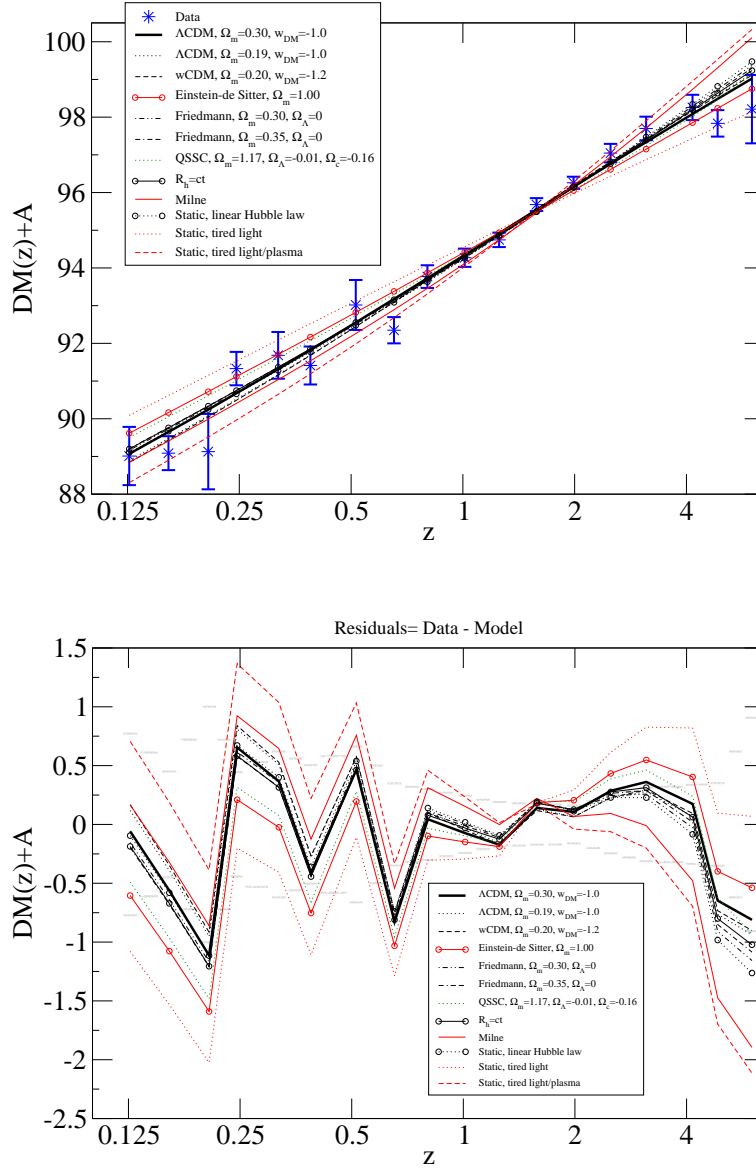 100
98
96
94
92
90
88
DM(z)+A
Data
ΛCDM, Ωm=0.30, wDM=-1.0
ΛCDM, Ωm=0.19, wDM=-1.0
wCDM, Ωm=0.20, wDM=-1.2
Einstein-de Sitter, Ωm=1.00
Friedmann, Ωm=0.30, ΩΛ=0
Friedmann, Ωm=0.35, ΩΛ=0
QSSC, Ωm=1.17, ΩΛ=-0.01, Ωc=-0.16
Rh=ct
Milne
Static, linear Hubble law
Static, tired light
Static, tired light/plasma
0.125 0.25 0.5 1 2 4
z
Residuals= Data - Model
1.5
1
0.5
0
-0.5
-1
-1.5
-2
-2.5
DM(z)+A
ΛCDM, Ωm=0.30, wDM=-1.0
ΛCDM, Ωm=0.19, wDM=-1.0
wCDM, Ωm=0.20, wDM=-1.2
Einstein-de Sitter, Ωm=1.00
Friedmann, Ωm=0.30, ΩΛ=0
Friedmann, Ωm=0.35, ΩΛ=0
QSSC, Ωm=1.17, ΩΛ=-0.01, Ωc=-0.16
Rh=ct
Milne
Static, linear Hubble law
Static, tired light
Static, tired light/plasma
0.125 0.25 0.5 1 2 4
z